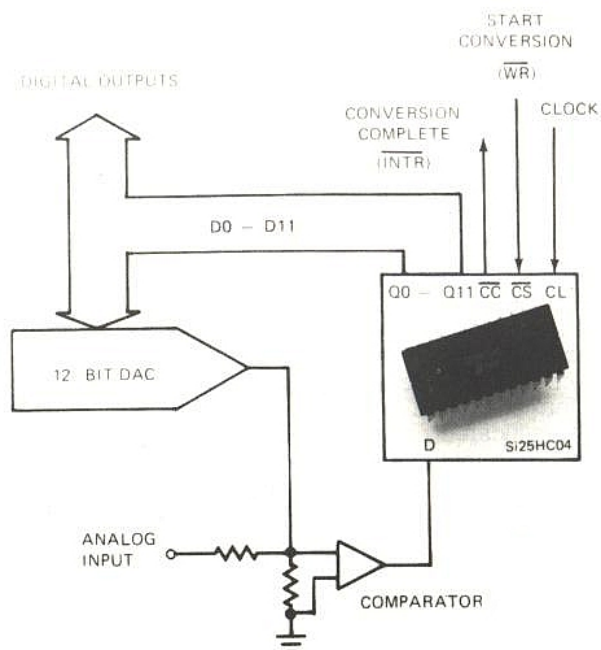 START
CONVERSION
(WR)
DIGITAL OUTPUTS
CONVERSION
COMPLETE
(INTR)
CLOCK
D0 – D11
Q0 – Q11 CC CS CL
12 BIT DAC
D
Si25HC04
ANALOG
INPUT
COMPARATOR